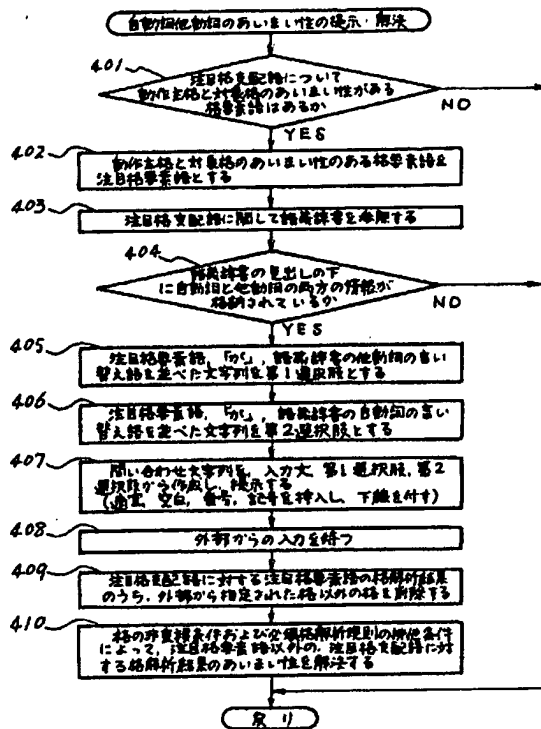 自動詞他動詞のあいまい性の提示・解決
401
注目格支配語について
動作主格と対象格のあいまい性がある
格要素語はあるか
NO
YES
402
動作主格と対象格のあいまい性のある格要素語を
注目格要素語とする
403
注目格支配語に関して語彙辞書を参照する
404
語彙辞書の見出しの下
に自動詞と他動詞の両方の情報が
格納されているか
NO
YES
405
注目格要素語,「が」,語彙辞書の他動詞の言い
替え語を並べた文字列を第1選択肢とする
406
注目格要素語,「が」,語彙辞書の自動詞の言い
替え語を並べた文字列を第2選択肢とする
407
問い合わせ文字列を,入力文,第1選択肢,第2
選択肢から作成し,提示する
(適宜,空白,番号,記号を挿入し,下線を付す)
408
外部からの入力を待つ
409
注目格支配語に対する注目格要素語の格解析結果
のうち,外部から指定された格以外の格を削除する
410
格の非重複条件および必須格解析規則の排他条件
によって,注目格要素語以外の,注目格支配語に対
する格解析結果のあいまい性を解決する
戻り